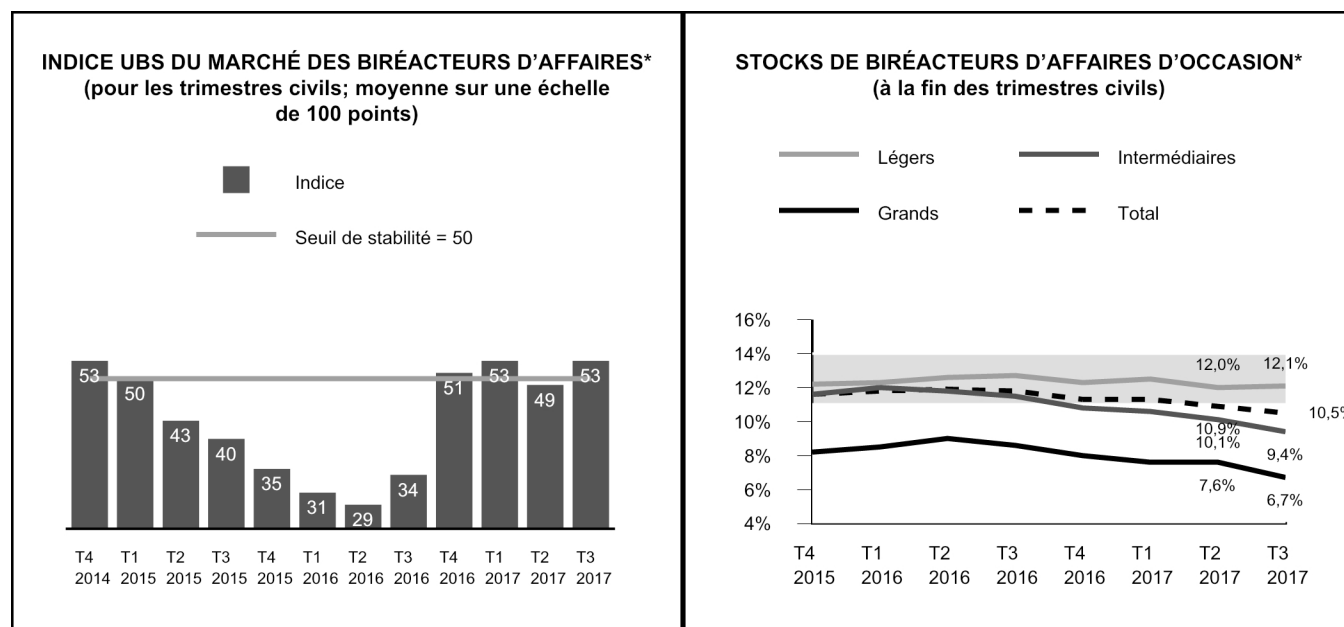 INDICE UBS DU MARCHÉ DES BIRÉACTEURS D’AFFAIRES*
(pour les trimestres civils; moyenne sur une échelle
de 100 points)
Indice
Seuil de stabilité = 50
53
50
43
40
35
31
29
34
51
53
49
53
T4 T1 T2 T3 T4 T1 T2 T3 T4 T1 T2 T3
2014 2015 2015 2015 2015 2016 2016 2016 2016 2017 2017 2017
STOCKS DE BIRÉACTEURS D’AFFAIRES D’OCCASION*
(à la fin des trimestres civils)
Légers Intermédiaires
Grands Total
16%
14%
12%
10%
8%
6%
4%
12,0% 12,1%
10,5%
10,9%
10,1% 9,4%
7,6% 6,7%
T4 T1 T2 T3 T4 T1 T2 T3
2015 2016 2016 2016 2016 2017 2017 2017